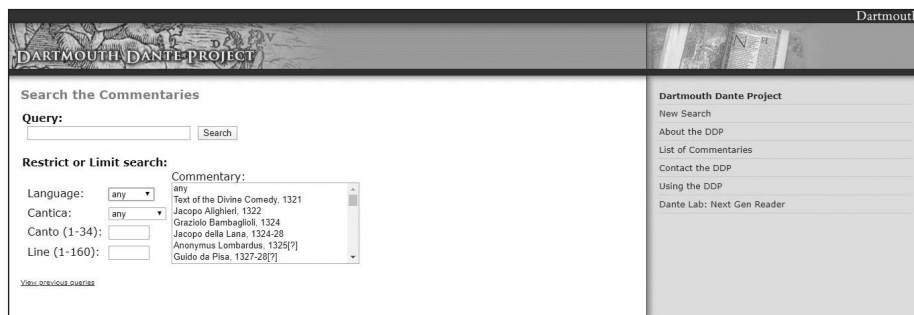 Dartmouth
DARTMOUTH DANTE PROJECT
Search the Commentaries
Query:
Search
Restrict or Limit search:
Commentary:
Language: any
Cantica: any
Canto (1-34):
Line (1-160):
any
Text of the Divine Comedy, 1321
Jacopo Alighieri, 1322
Graziolo Bambaglioli, 1324
Jacopo della Lana, 1324-28
Anonymus Lombardus, 1325[?]
Guido da Pisa, 1327-28[?]
View previous queries
Dartmouth Dante Project
New Search
About the DDP
List of Commentaries
Contact the DDP
Using the DDP
Dante Lab: Next Gen Reader